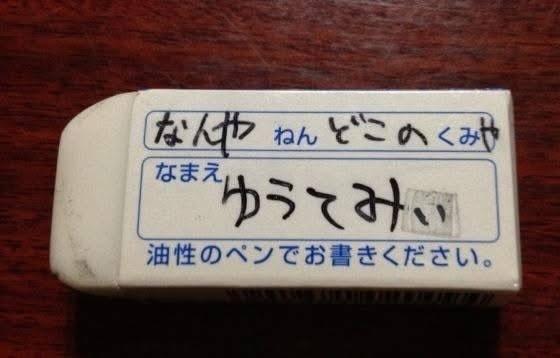 なんやねんどこのくみや
なまえ
ゆうてみぃ
油性のペンでお書きください。